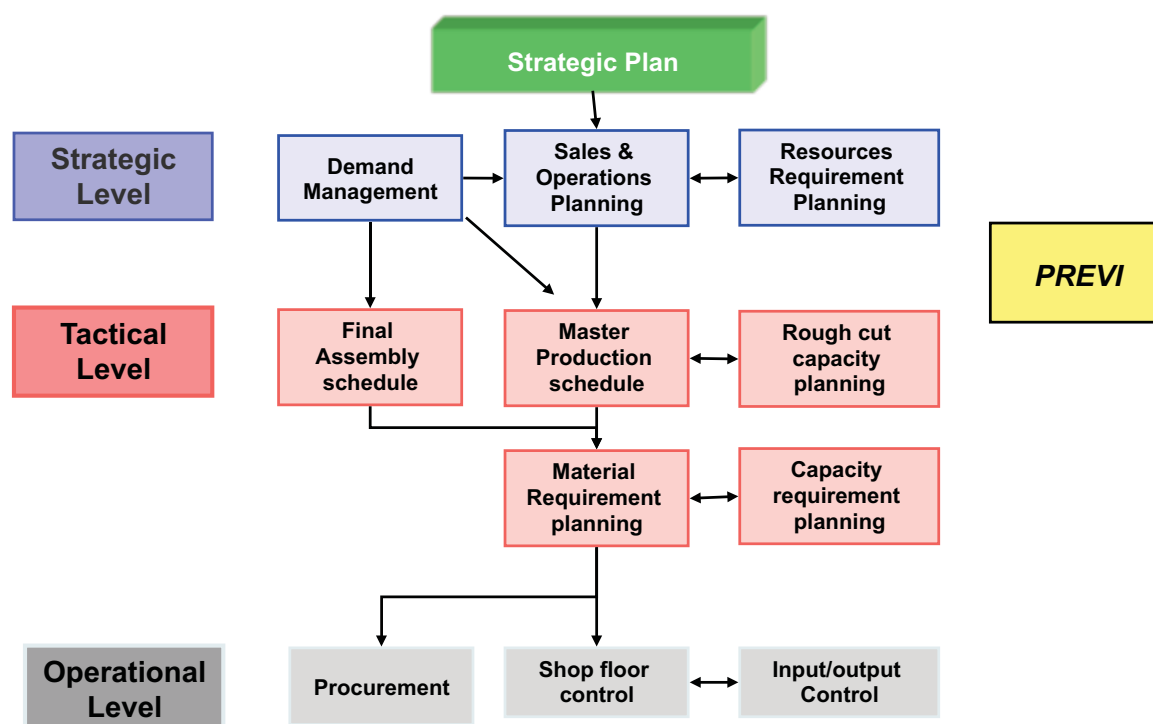 Strategic Plan
Strategic
Level
Demand
Management
Sales &
Operations
Planning
Resources
Requirement
Planning
PREVI
Tactical
Level
Final
Assembly
schedule
Master
Production
schedule
Rough cut
capacity
planning
Material
Requirement
planning
Capacity
requirement
planning
Operational
Level
Procurement
Shop floor
control
Input/output
Control